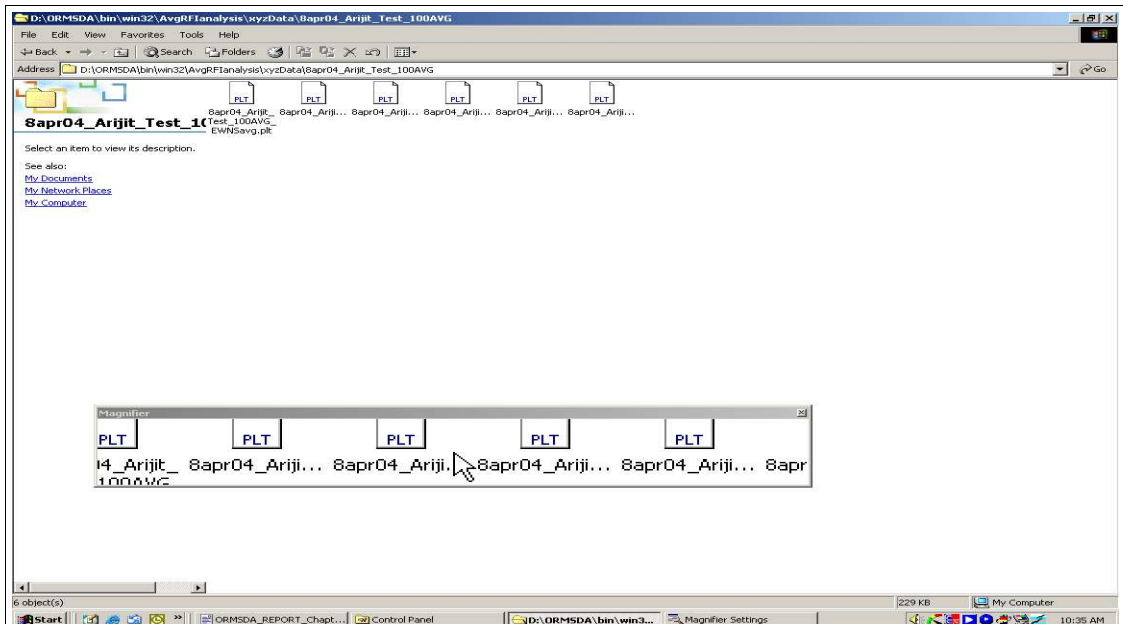 D:\ORMSDA\bin\win32\AvgRFIanalysis\xyzData\8apr04_Arijit_Test_100AVG
File Edit View Favorites Tools Help
Back Search Folders
Address D:\ORMSDA\bin\win32\AvgRFIanalysis\xyzData\8apr04_Arijit_Test_100AVG Go
PLT PLT PLT PLT PLT PLT
8apr04_Arijit_ 8apr04_Ariji... 8apr04_Ariji... 8apr04_Ariji... 8apr04_Ariji... 8apr04_Ariji...
Test_100AVG_
EWNSavg.plt
8apr04_Arijit_Test_1(
Select an item to view its description.
See also:
My Documents
My Network Places
My Computer
Magnifier
PLT PLT PLT PLT PLT
4_Arijit_ 8apr04_Ariji... 8apr04_Ariji. 8apr04_Ariji... 8apr04_Ariji... 8apr
100AVG
6 object(s) 229 KB My Computer
Start ORMSDA_REPORT_Chapt... Control Panel D:\ORMSDA\bin\win3... Magnifier Settings 10:35 AM